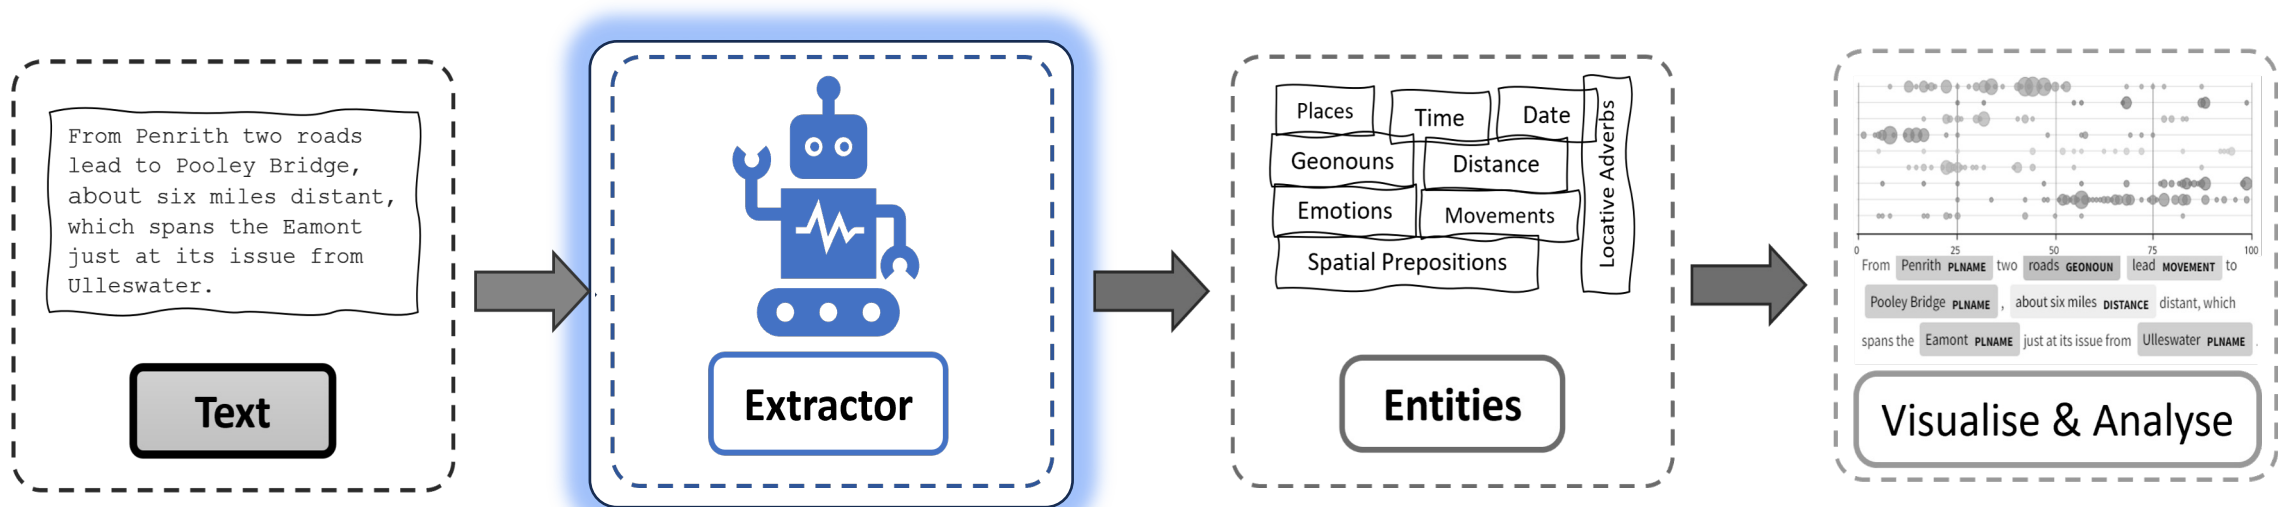 From Penrith two roads
lead to Pooley Bridge,
about six miles distant,
which spans the Eamont
just at its issue from
Ulleswater.
Text
Extractor
Places
Time
Date
Locative Adverbs
Geonouns
Distance
Emotions
Movements
Spatial Prepositions
Entities
0 25 50 75 100
From Penrith PLNAME two roads GEONOUN lead MOVEMENT to
Pooley Bridge PLNAME , about six miles DISTANCE distant, which
spans the Eamont PLNAME just at its issue from Ulleswater PLNAME .
Visualise & Analyse